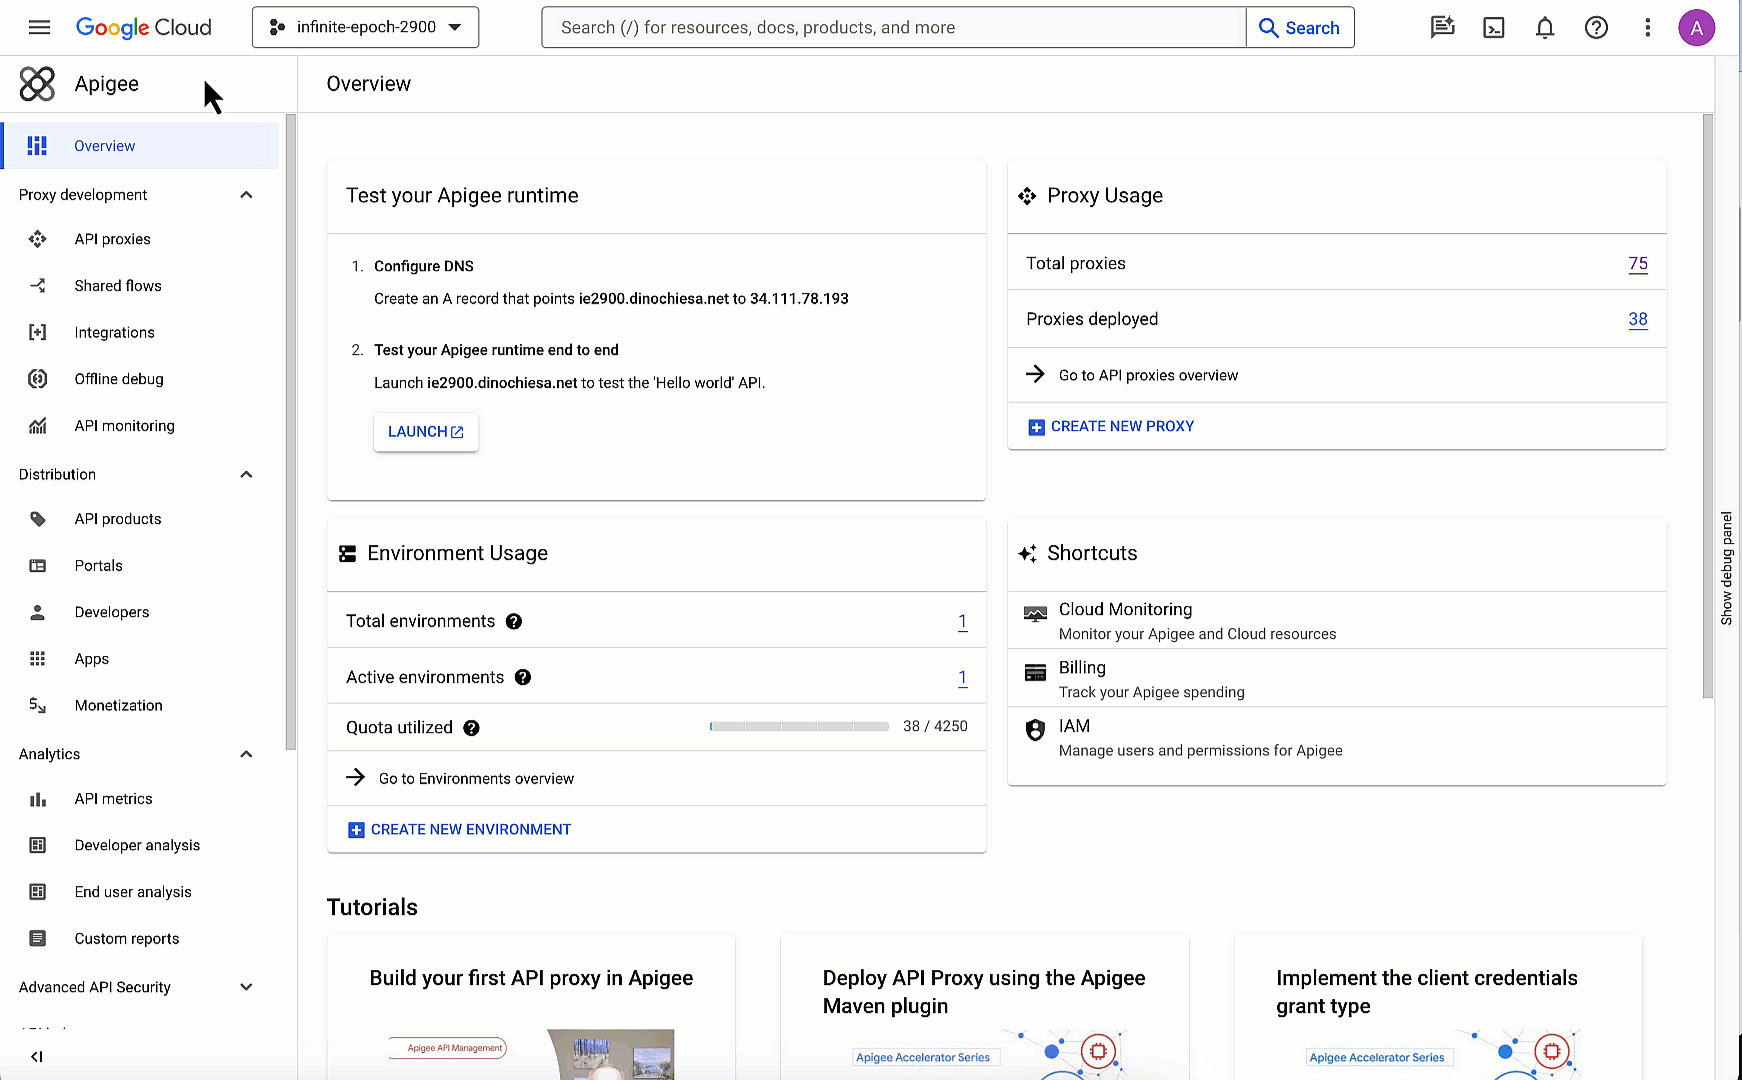 Google Cloud
infinite-epoch-2900
Search (/) for resources, docs, products, and more
Search
A
Apigee
Overview
Overview
Proxy development
API proxies
Shared flows
Integrations
Offline debug
API monitoring
Distribution
API products
Portals
Developers
Apps
Monetization
Analytics
API metrics
Developer analysis
End user analysis
Custom reports
Advanced API Security
Test your Apigee runtime
1. Configure DNS
Create an A record that points ie2900.dinochiesa.net to 34.111.78.193
2. Test your Apigee runtime end to end
Launch ie2900.dinochiesa.net to test the 'Hello world' API.
LAUNCH
Proxy Usage
Total proxies 75
Proxies deployed 38
Go to API proxies overview
CREATE NEW PROXY
Environment Usage
Total environments 1
Active environments 1
Quota utilized 38 / 4250
Go to Environments overview
CREATE NEW ENVIRONMENT
Shortcuts
Cloud Monitoring
Monitor your Apigee and Cloud resources
Billing
Track your Apigee spending
IAM
Manage users and permissions for Apigee
Show debug panel
Tutorials
Build your first API proxy in Apigee
Apigee API Management
Deploy API Proxy using the Apigee
Maven plugin
Apigee Accelerator Series
Implement the client credentials
grant type
Apigee Accelerator Series